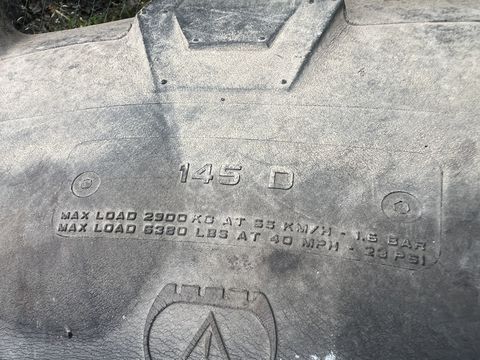 145 D
MAX LOAD 2900 KG AT 65 KM/H - 1.6 BAR
MAX LOAD 6380 LBS AT 40 MPH - 23 PSI